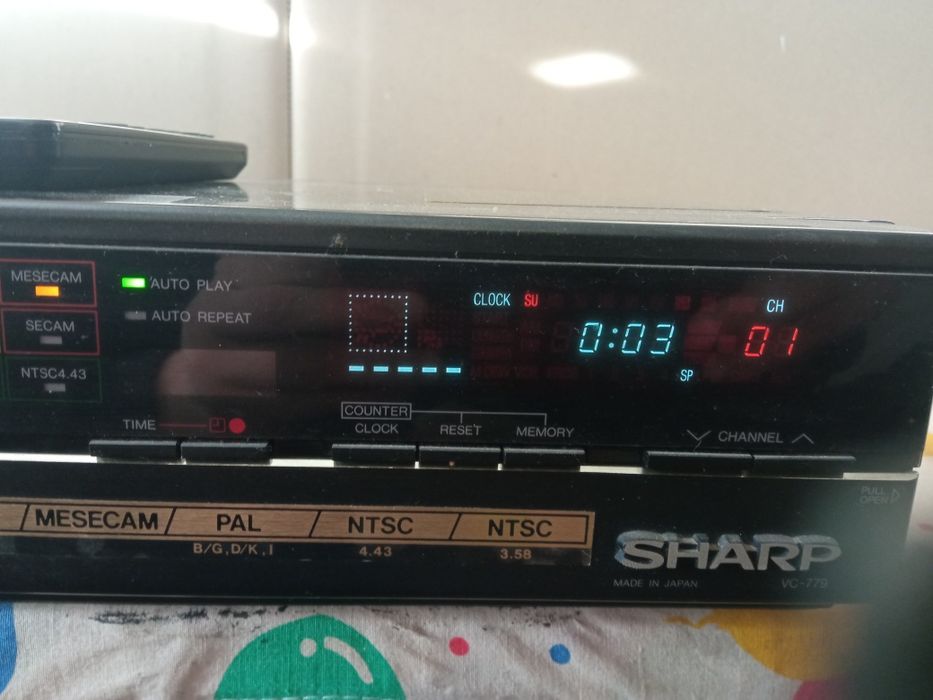 MESECAM
AUTO PLAY
SECAM
AUTO REPEAT
NTSC4.43
CLOCK SU
CH
0:03 01
SP
TIME
COUNTER
CLOCK
RESET
MEMORY
CHANNEL
PULL
OPEN
MESECAM / PAL / NTSC / NTSC
B/G,D/K,I 4.43 3.58
SHARP
MADE IN JAPAN VC-779